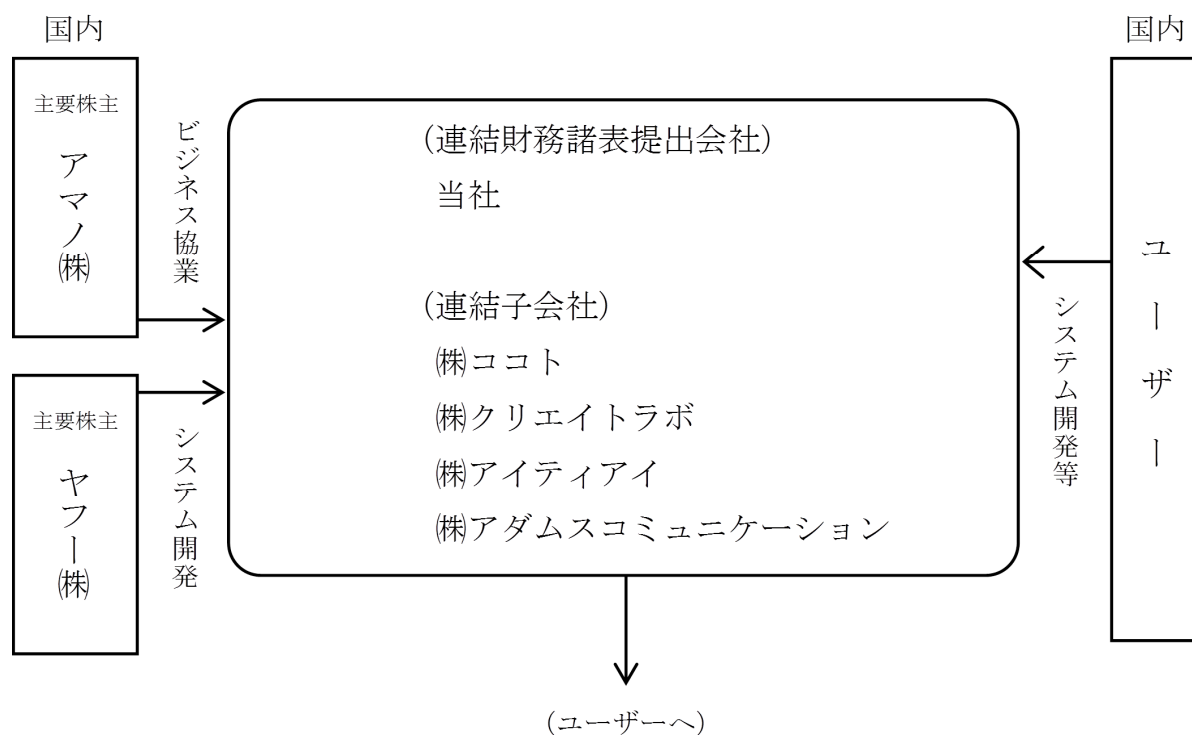 国内
主要株主
アマノ㈱
ビジネス協業
主要株主
ヤフー㈱
システム開発
(連結財務諸表提出会社)
当社
(連結子会社)
㈱ココト
㈱クリエイトラボ
㈱アイティアイ
㈱アダムスコミュニケーション
国内
ユーザー
システム開発等
(ユーザーへ)